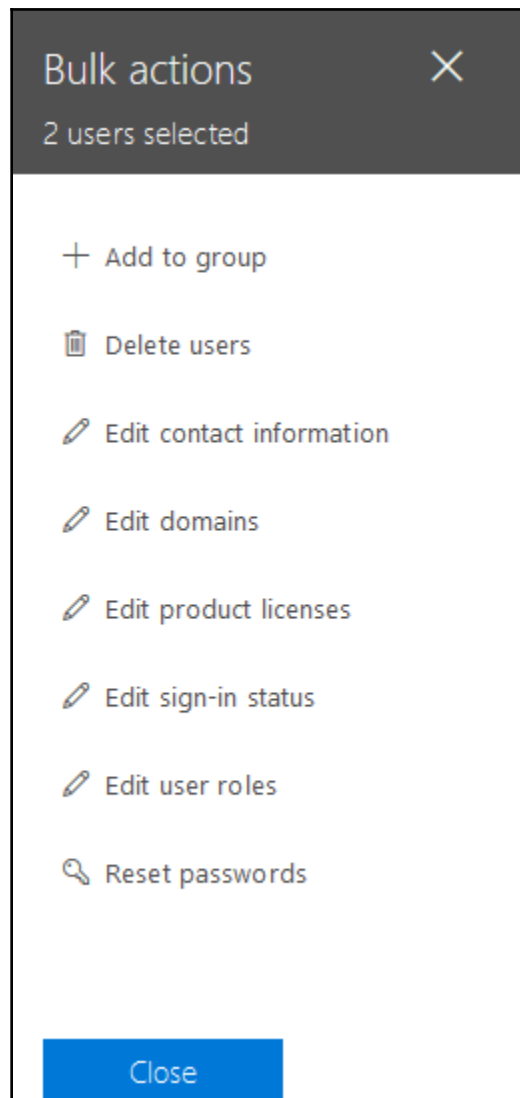 Bulk actions
2 users selected
Add to group
Delete users
Edit contact information
Edit domains
Edit product licenses
Edit sign-in status
Edit user roles
Reset passwords
Close